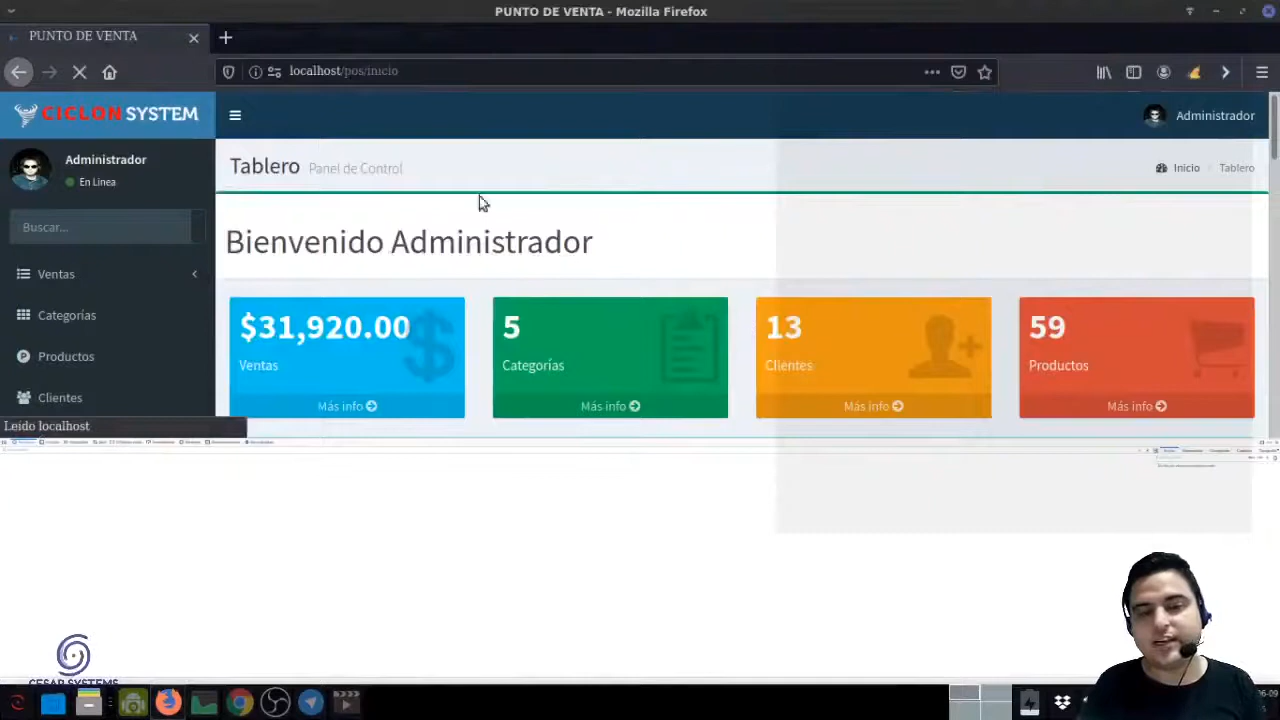 PUNTO DE VENTA - Mozilla Firefox
PUNTO DE VENTA
localhost/pos/inicio
CICLON SYSTEM
Administrador
Administrador
En Linea
Tablero Panel de Control
Inicio
Tablero
Buscar...
Bienvenido Administrador
Ventas
Categorías
Productos
Clientes
$31,920.00
Ventas
Más info
5
Categorías
Más info
13
Clientes
Más info
59
Productos
Más info
Leído localhost
CESAR SYSTEMS